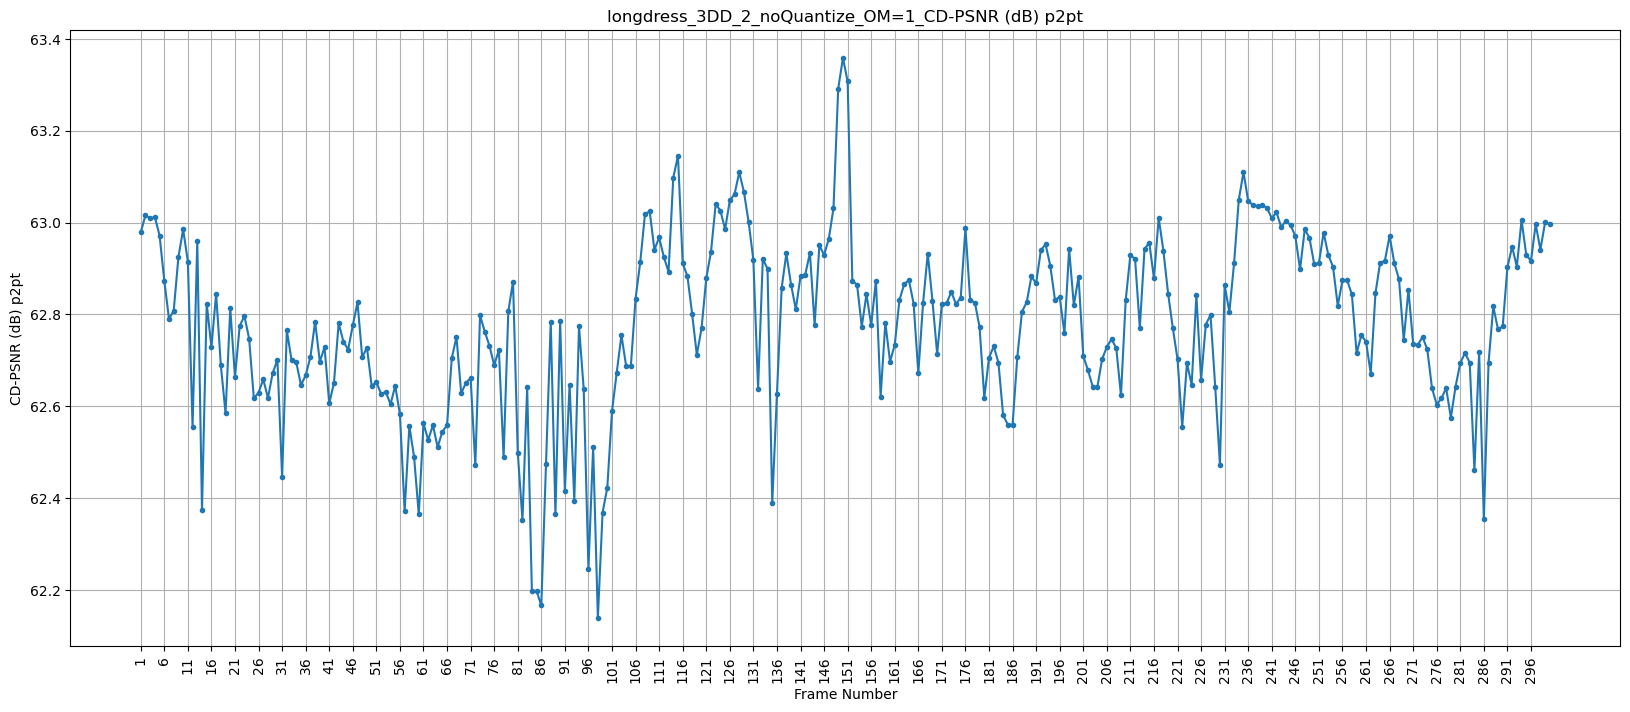 longdress_3DD_2_noQuantize_OM=1_CD-PSNR (dB) p2pt
CD-PSNR (dB) p2pt
63.4
63.2
63.0
62.8
62.6
62.4
62.2
1 6 11 16 21 26 31 36 41 46 51 56 61 66 71 76 81 86 91 96 101 106 111 116 121 126 131 136 141 146 151 156 161 166 171 176 181 186 191 196 201 206 211 216 221 226 231 236 241 246 251 256 261 266 271 276 281 286 291 296
Frame Number